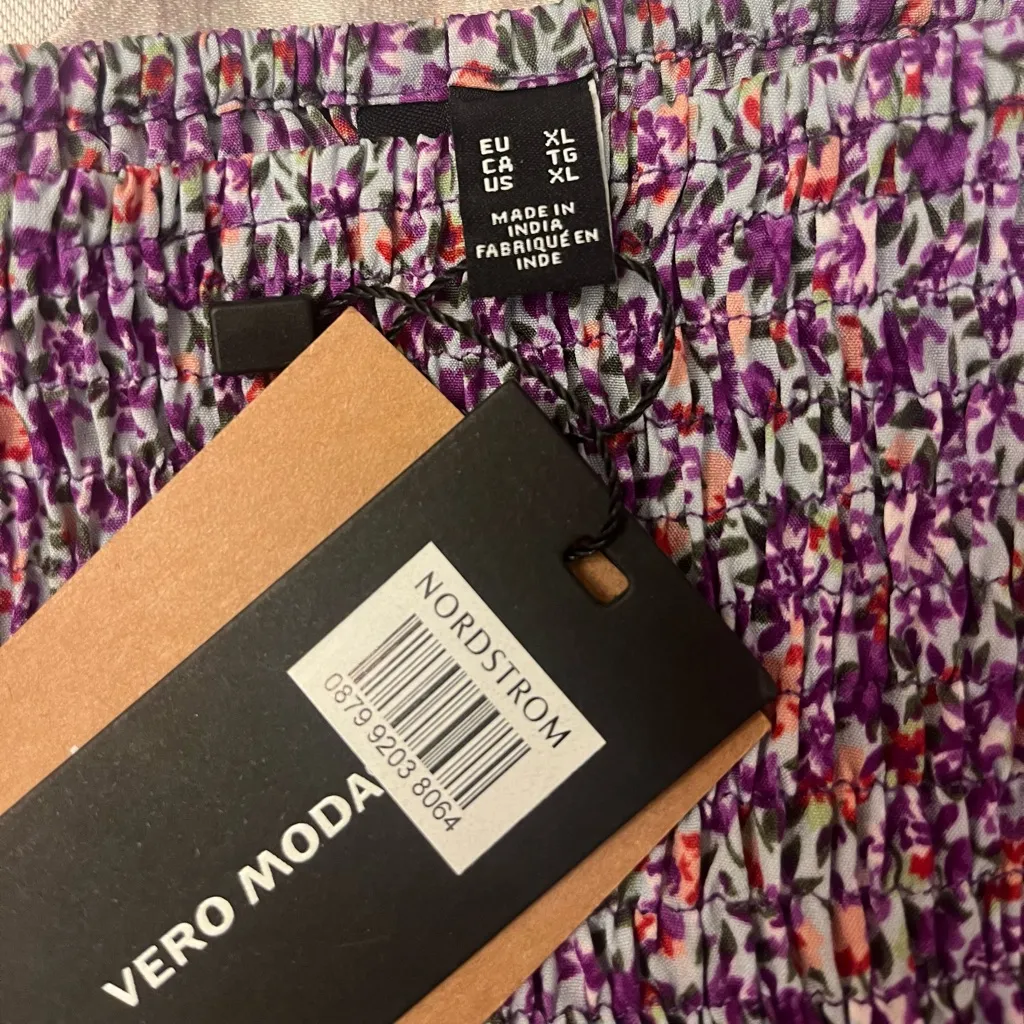 EU XL
CA TG
US XL
MADE IN
INDIA
FABRIQUÉ EN
INDE
NORDSTROM
0879 9203 8064
VERO MODA